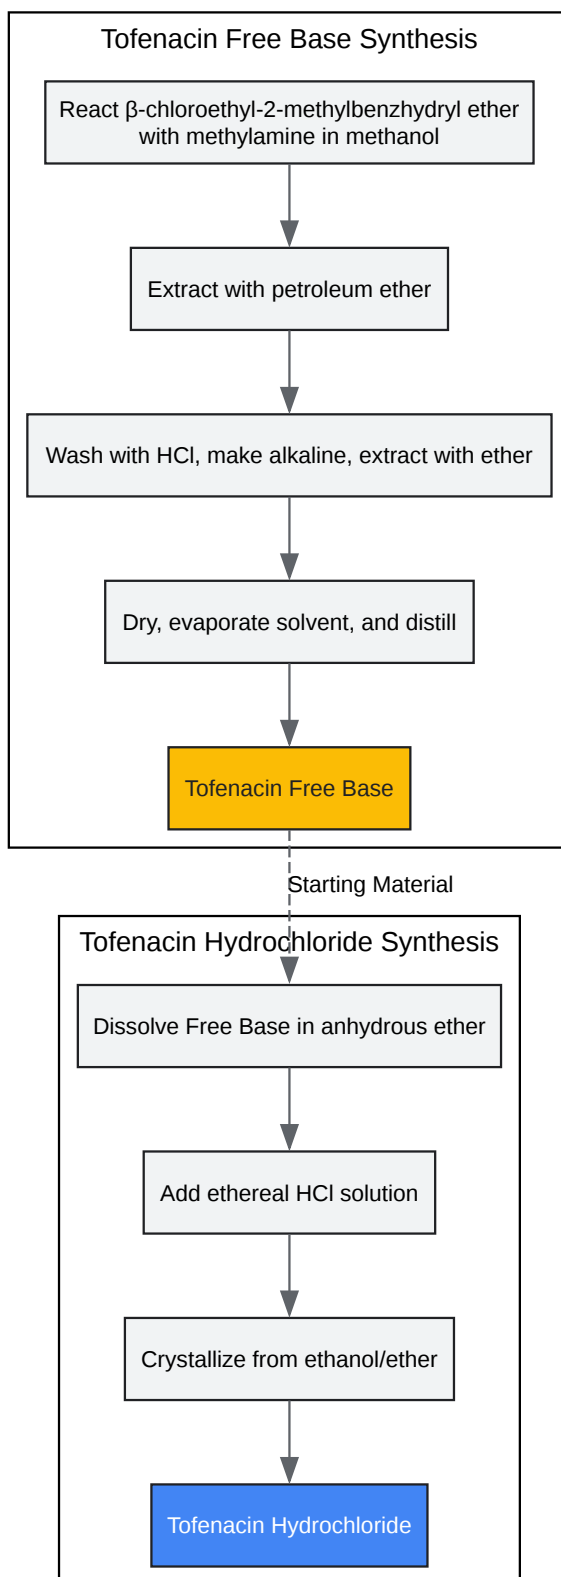 Tofenacin Free Base Synthesis
React β-chloroethyl-2-methylbenzhydryl ether
with methylamine in methanol
Extract with petroleum ether
Wash with HCl, make alkaline, extract with ether
Dry, evaporate solvent, and distill
Tofenacin Free Base
Starting Material
Tofenacin Hydrochloride Synthesis
Dissolve Free Base in anhydrous ether
Add ethereal HCl solution
Crystallize from ethanol/ether
Tofenacin Hydrochloride